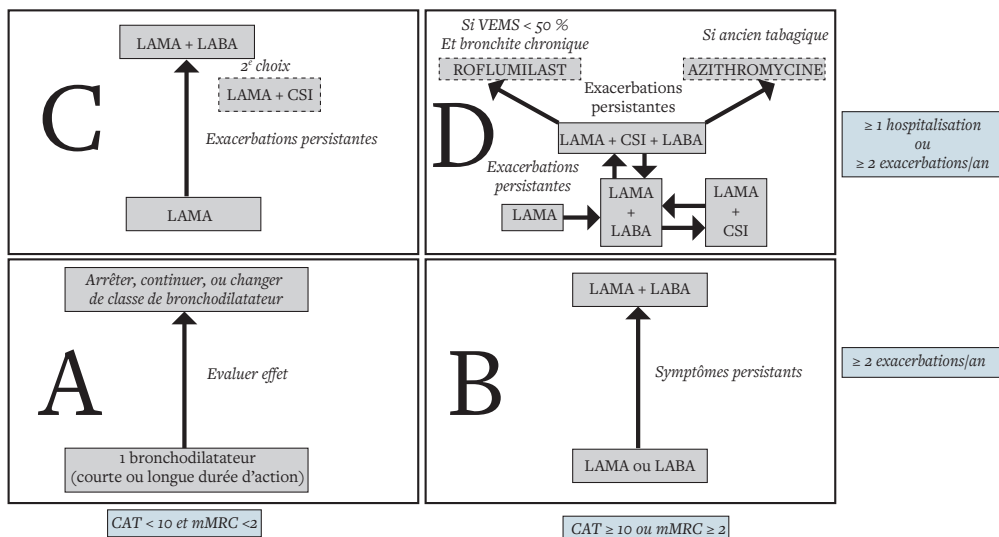 LAMA + LABA
2e choix
LAMA + CSI
C
Exacerbations persistantes
LAMA
Si VEMS < 50 %
Et bronchite chronique
Si ancien tabagique
ROFLUMILAST
AZITHROMYCINE
Exacerbations
persistantes
D
LAMA + CSI + LABA
Exacerbations
persistantes
LAMA
LAMA
+
LABA
LAMA
+
CSI
≥ 1 hospitalisation
ou
≥ 2 exacerbations/an
Arrêter, continuer, ou changer
de classe de bronchodilatateur
A
Evaluer effet
1 bronchodilatateur
(courte ou longue durée d'action)
LAMA + LABA
B
Symptômes persistants
LAMA ou LABA
≥ 2 exacerbations/an
CAT < 10 et mMRC <2
CAT ≥ 10 ou mMRC ≥ 2